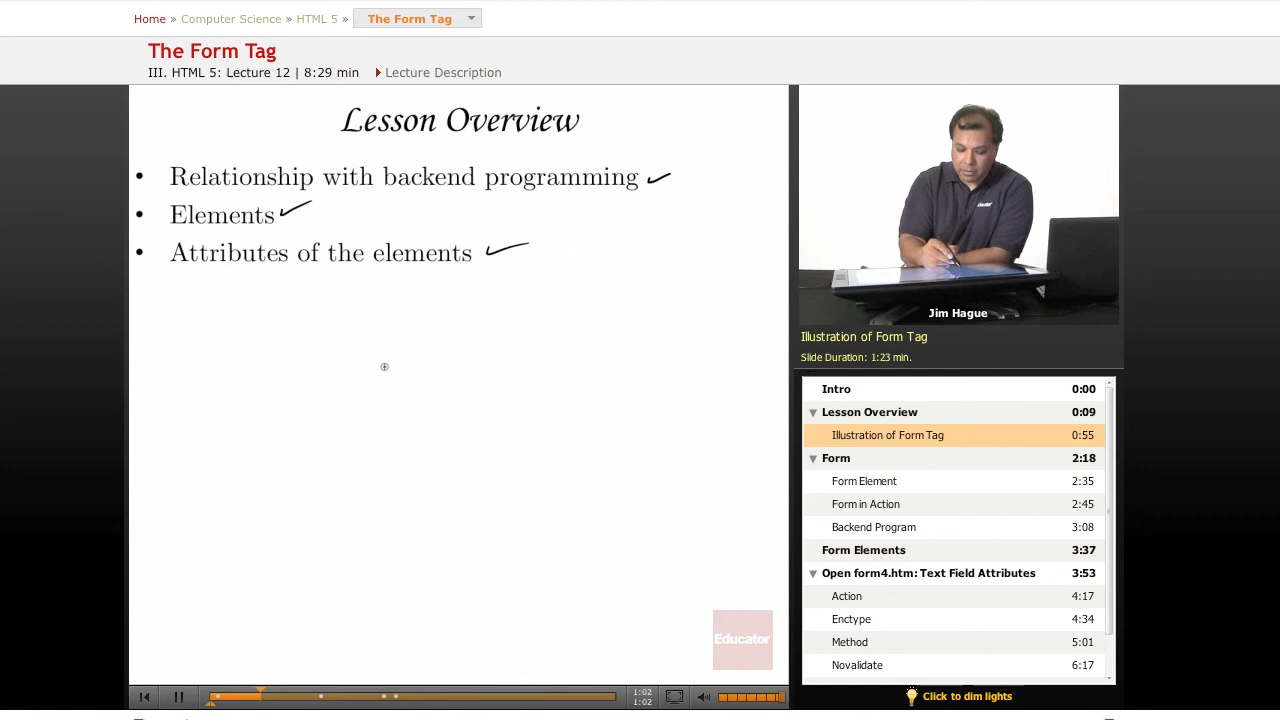 Home » Computer Science » HTML 5 » The Form Tag
The Form Tag
III. HTML 5: Lecture 12 | 8:29 min Lecture Description
Lesson Overview
• Relationship with backend programming
• Elements
• Attributes of the elements
Educator
Jim Hague
Illustration of Form Tag
Slide Duration: 1:23 min.
Intro 0:00
Lesson Overview 0:09
Illustration of Form Tag 0:55
Form 2:18
Form Element 2:35
Form in Action 2:45
Backend Program 3:08
Form Elements 3:37
Open form4.htm: Text Field Attributes 3:53
Action 4:17
Enctype 4:34
Method 5:01
Novalidate 6:17
1:02
1:02
Click to dim lights